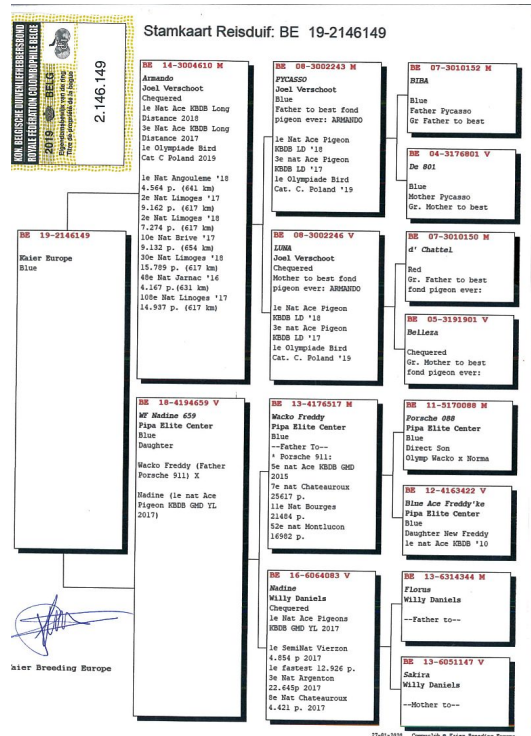 Stamkaart Reisduif: BE 19-2146149
KON. BELGISCHE DUIVENLIEFHEBBERSBOND
ROYALE FEDERATION COLOMBOPHILE BELGE
2019 BELG
Eigendomsbewijs van de ring
Titre de propriété de la bague
2.146.149
BE 19-2146149
Kaier Europe
Blue
BE 14-3004610 M
Armando
Joel Verschoot
Chequered
1e Nat Ace KBDB Long
Distance 2018
3e Nat Ace KBDB Long
Distance 2017
1e Olympiade Bird
Cat C Poland 2019
1e Nat Angouleme '18
4.564 p. (641 km)
2e Nat Limoges '17
9.162 p. (617 km)
2e Nat Limoges '18
7.274 p. (617 km)
10e Nat Brive '17
9.132 p. (654 km)
30e Nat Limoges '18
15.789 p. (617 km)
48e Nat Jarnac '16
4.167 p.(631 km)
108e Nat Linoges '17
14.937 p. (617 km)
BE 18-4194659 V
WF Nadine 659
Pipa Elite Center
Blue
Daughter
Wacko Freddy (Father
Porsche 911) X
Nadine (1e nat Ace
Pigeon KBDB GMD YL
2017)
BE 08-3002243 M
PYCASSO
Joel Verschoot
Blue
Father to best fond
pigeon ever: ARMANDO
1e Nat Ace Pigeon
KBDB LD '18
3e nat Ace Pigeon
KBDB LD '17
1e Olympiade Bird
Cat. C. Poland '19
BE 08-3002246 V
LUNA
Joel Verschoot
Chequered
Mother to best fond
pigeon ever: ARMANDO
1e Nat Ace Pigeon
KBDB LD '18
3e nat Ace Pigeon
KBDB LD '17
1e Olympiade Bird
Cat. C. Poland '19
BE 13-4176517 M
Wacko Freddy
Pipa Elite Center
Blue
--Father To--
* Porsche 911:
5e nat Ace KBDB GMD
2015
7e nat Chateauroux
25617 p.
11e Nat Bourges
21484 p.
52e nat Montlucon
16982 p.
BE 16-6064083 V
Nadine
Willy Daniels
Chequered
1e Nat Ace Pigeons
KBDB GMD YL 2017
1e SemiNat Vierzon
4.854 p 2017
1e fastest 12.926 p.
3e Nat Argenton
22.645p 2017
8e Nat Chateauroux
4.421 p. 2017
BE 07-3010152 M
BIBA
Blue
Father Pycasso
Gr Father to best
BE 04-3176801 V
De 801
Blue
Mother Pycasso
Gr. Mother to best
BE 07-3010150 M
d' Chattel
Red
Gr. Father to best
fond pigeon ever:
BE 05-3191901 V
Belleza
Chequered
Gr. Mother to best
fond pigeon ever:
BE 11-5170088 M
Porsche 088
Pipa Elite Center
Blue
Direct Son
Olymp Wacko x Norma
BE 12-4163422 V
Blue Ace Freddy'ke
Pipa Elite Center
Blue
Daughter New Freddy
1e nat Ace KBDB '10
BE 13-6314344 M
Florus
Willy Daniels
--Father to--
BE 13-6051147 V
Sakira
Willy Daniels
--Mother to--
aier Breeding Europe